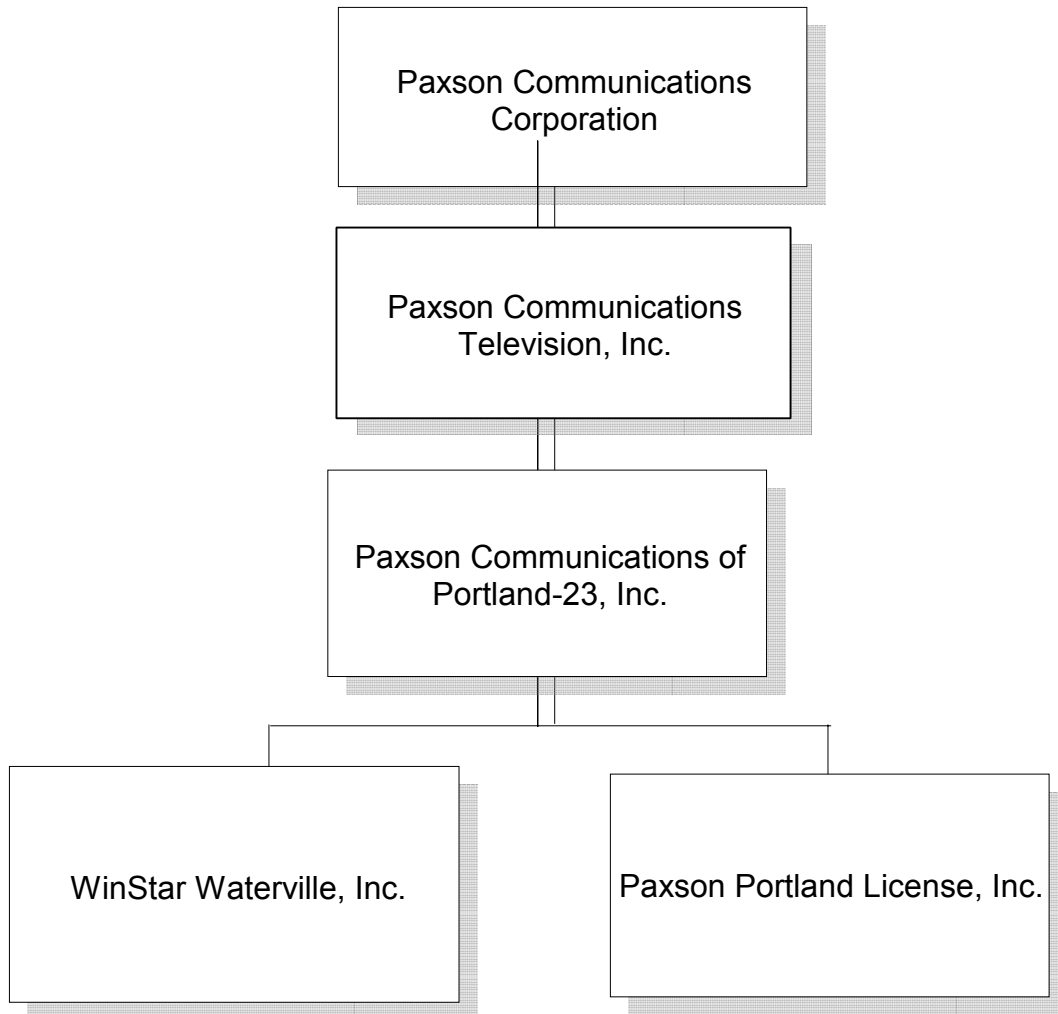 Paxson Communications
Corporation
Paxson Communications
Television, Inc.
Paxson Communications of
Portland-23, Inc.
WinStar Waterville, Inc.
Paxson Portland License, Inc.